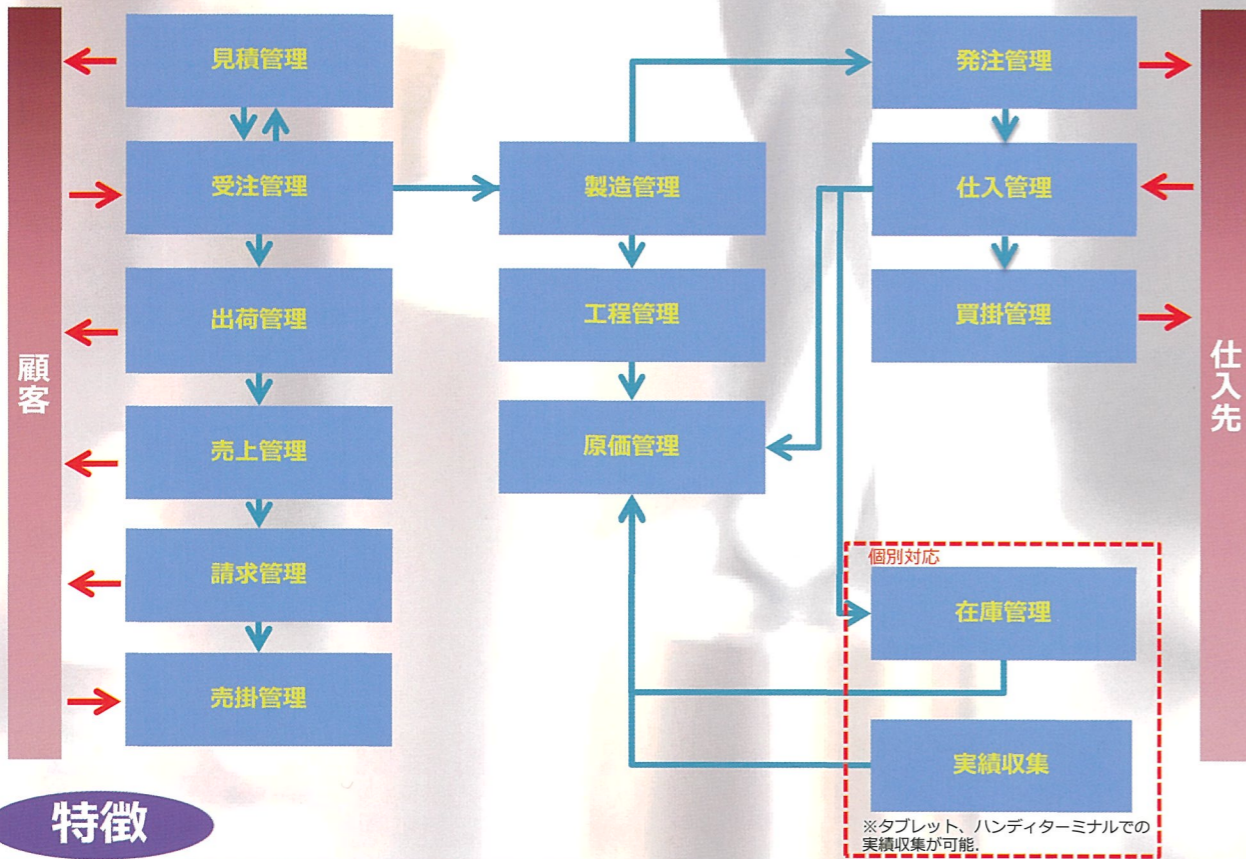 顧客
見積管理
受注管理
出荷管理
売上管理
請求管理
売掛管理
製造管理
工程管理
原価管理
発注管理
仕入管理
買掛管理
個別対応
在庫管理
実績収集
※タブレット、ハンディターミナルでの
実績収集が可能.
仕入先
特徴